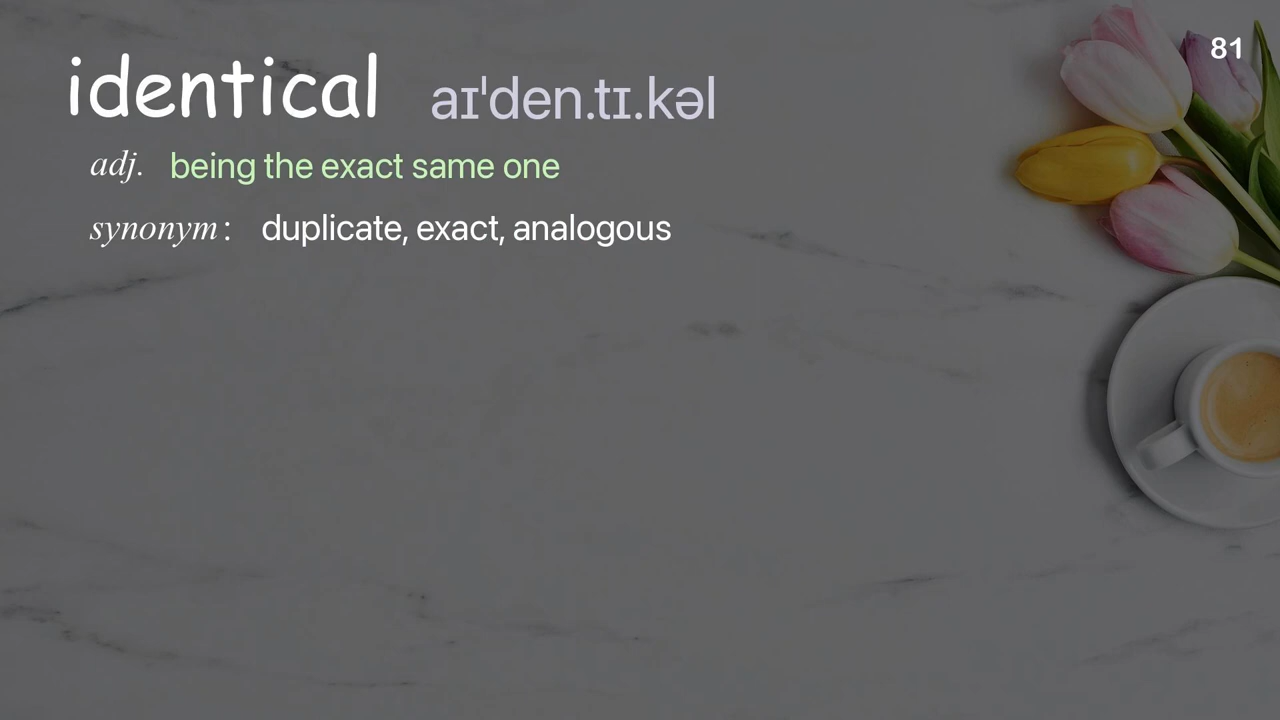 81
identical aɪˈden.tɪ.kəl
adj. being the exact same one
synonym: duplicate, exact, analogous